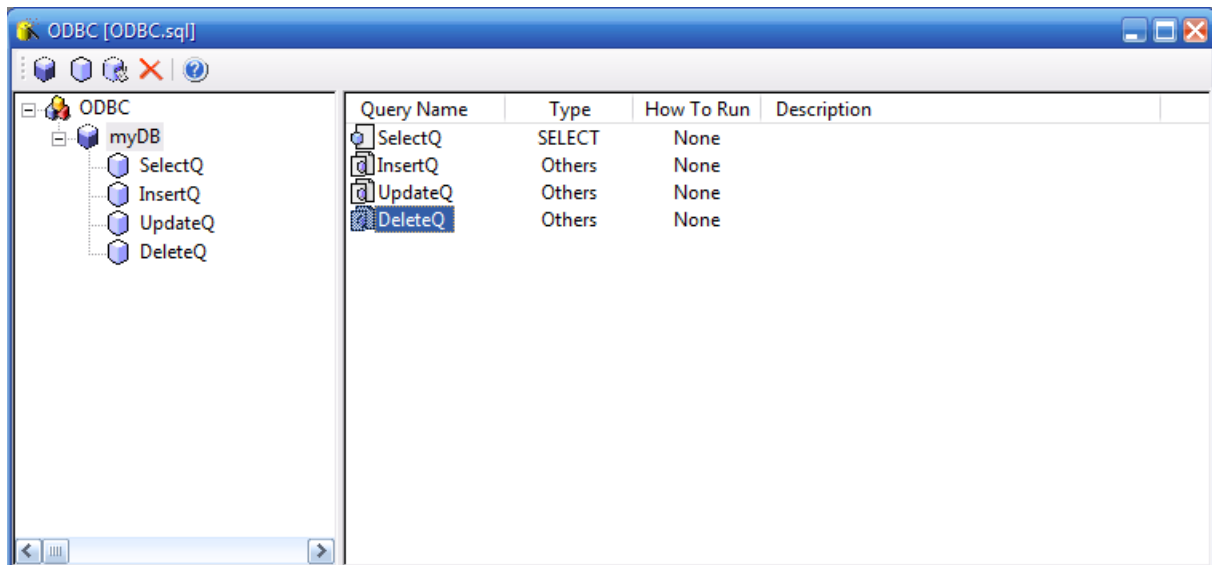 ODBC [ODBC.sql]
ODBC
myDB
SelectQ
InsertQ
UpdateQ
DeleteQ
Query Name Type How To Run Description
SelectQ SELECT None
InsertQ Others None
UpdateQ Others None
DeleteQ Others None